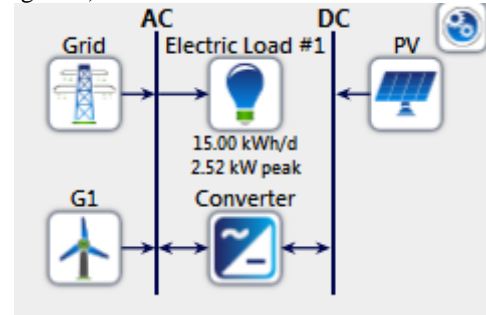 AC DC
Grid Electric Load #1 PV
15.00 kWh/d
2.52 kW peak
G1 Converter